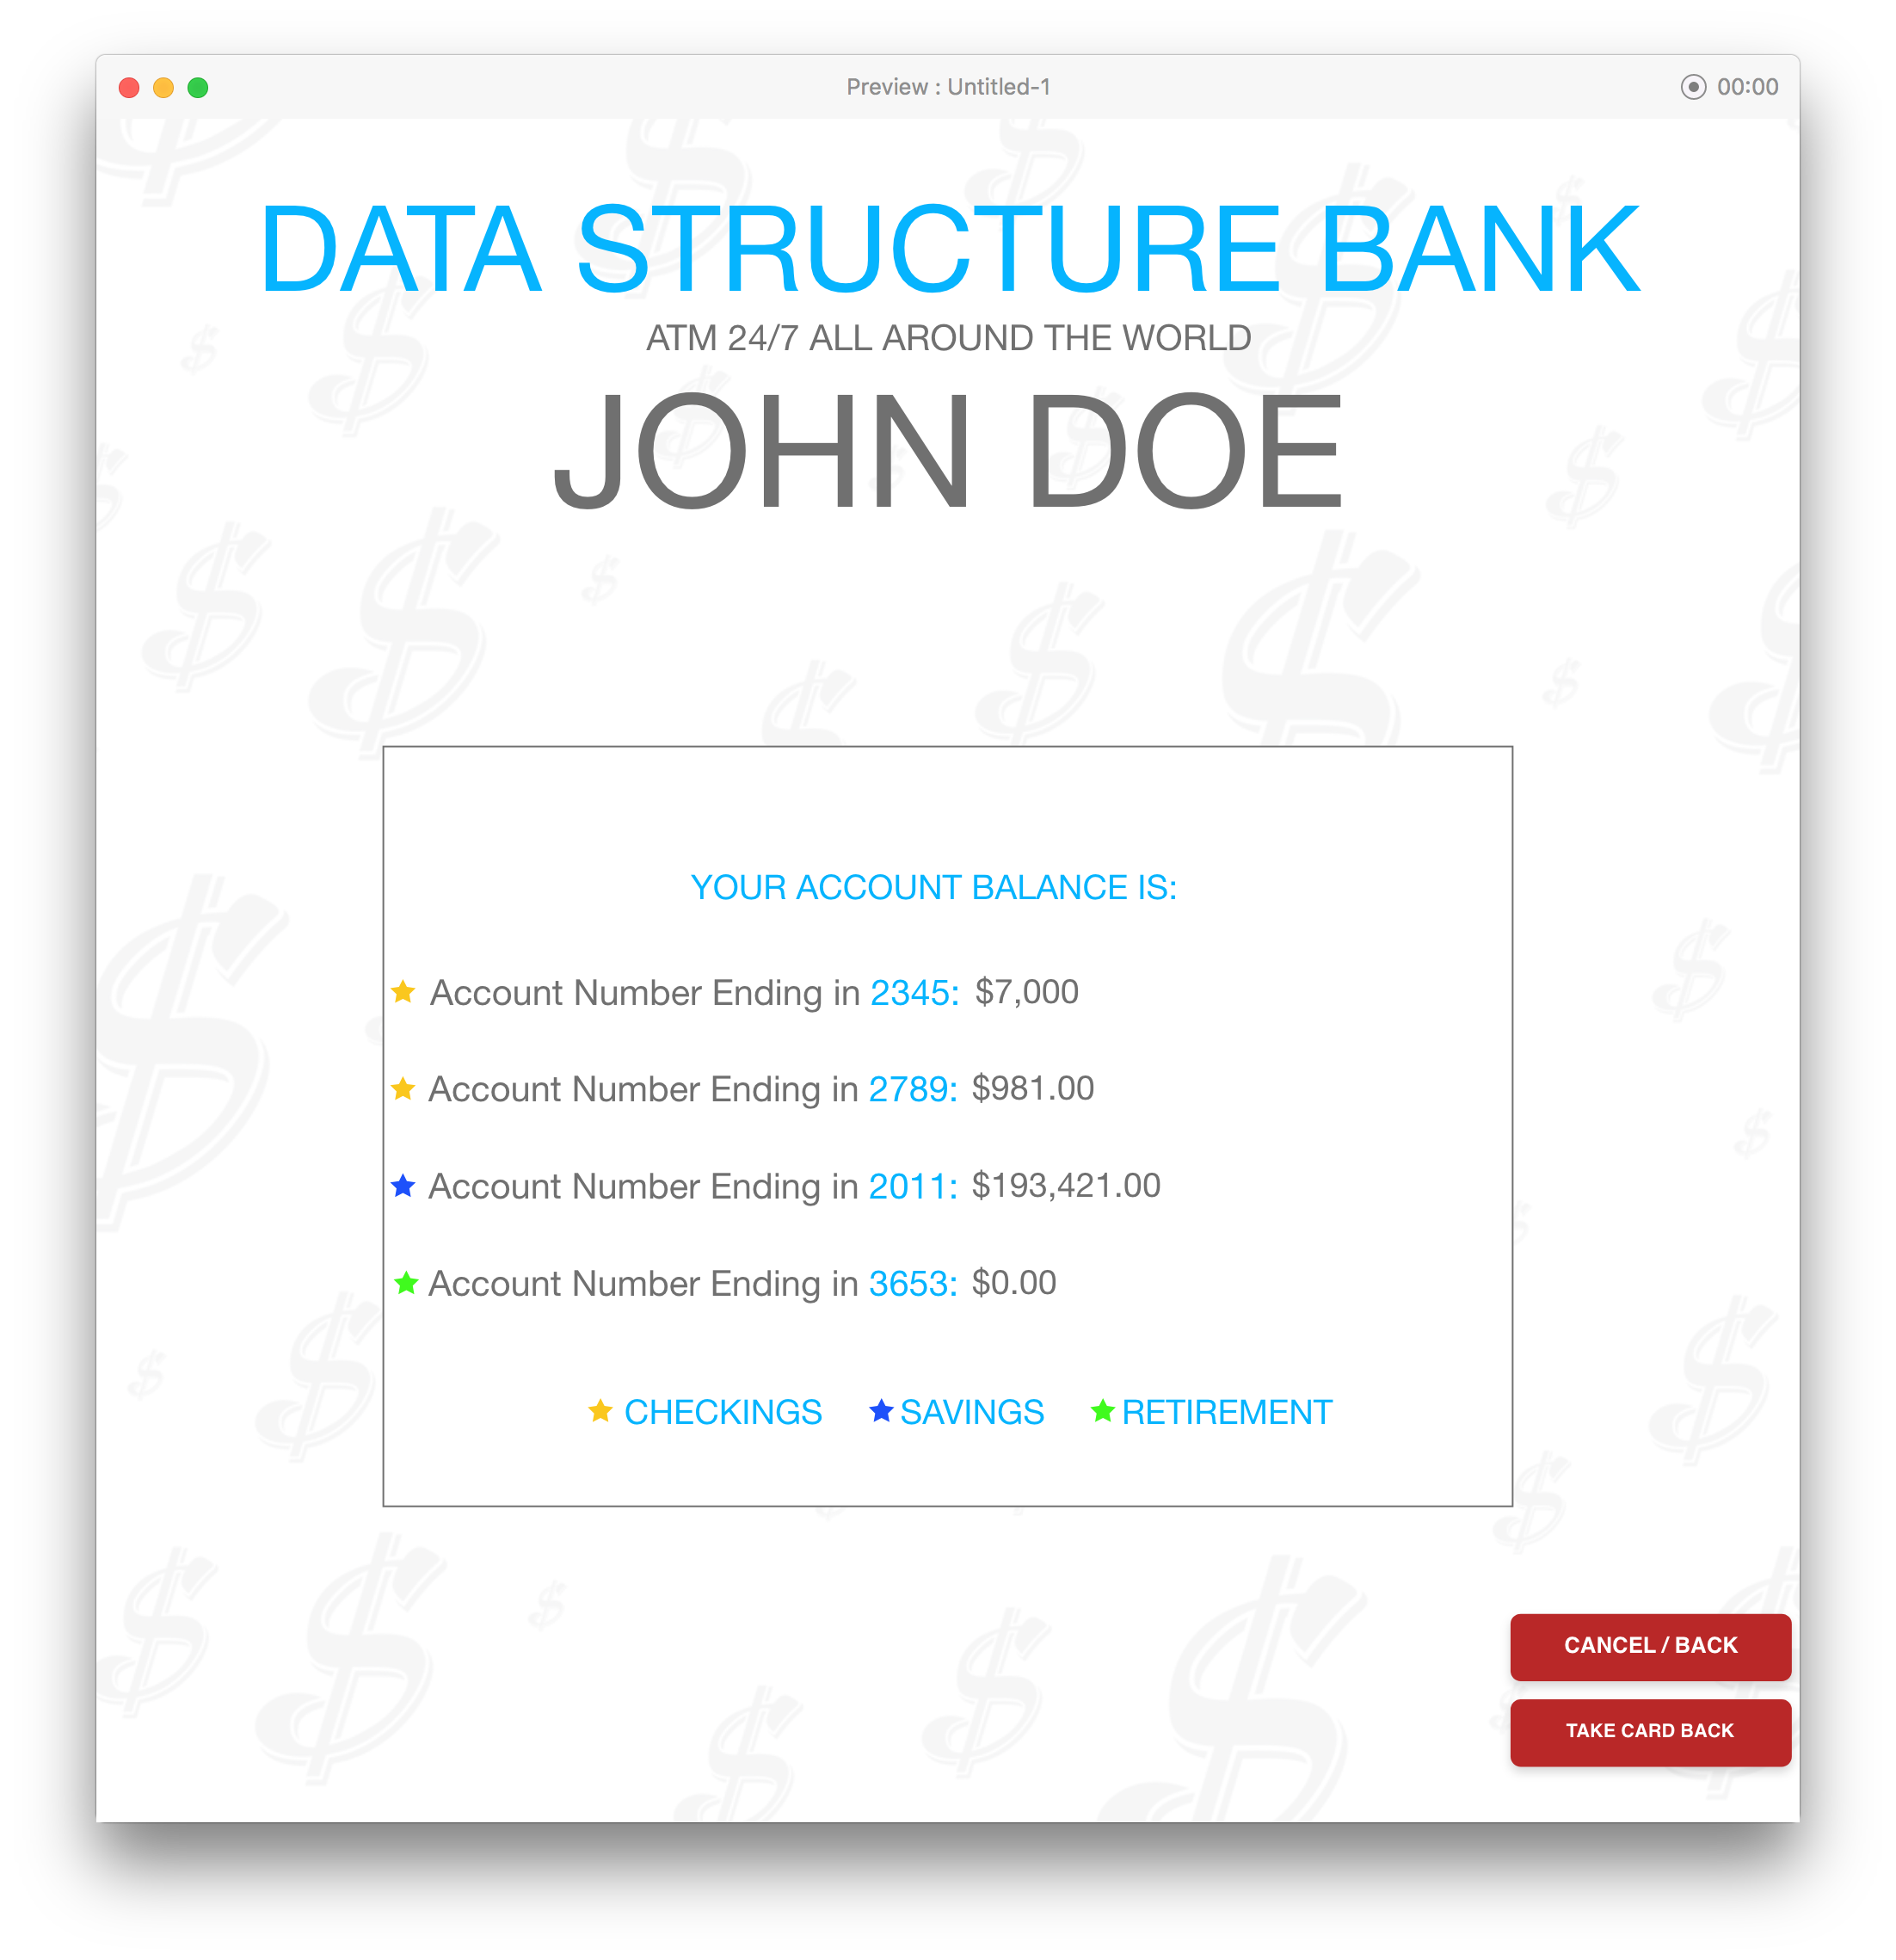 Preview : Untitled-1
00:00
DATA STRUCTURE BANK
ATM 24/7 ALL AROUND THE WORLD
JOHN DOE
YOUR ACCOUNT BALANCE IS:
Account Number Ending in 2345: $7,000
Account Number Ending in 2789: $981.00
Account Number Ending in 2011: $193,421.00
Account Number Ending in 3653: $0.00
CHECKINGS SAVINGS RETIREMENT
CANCEL / BACK
TAKE CARD BACK